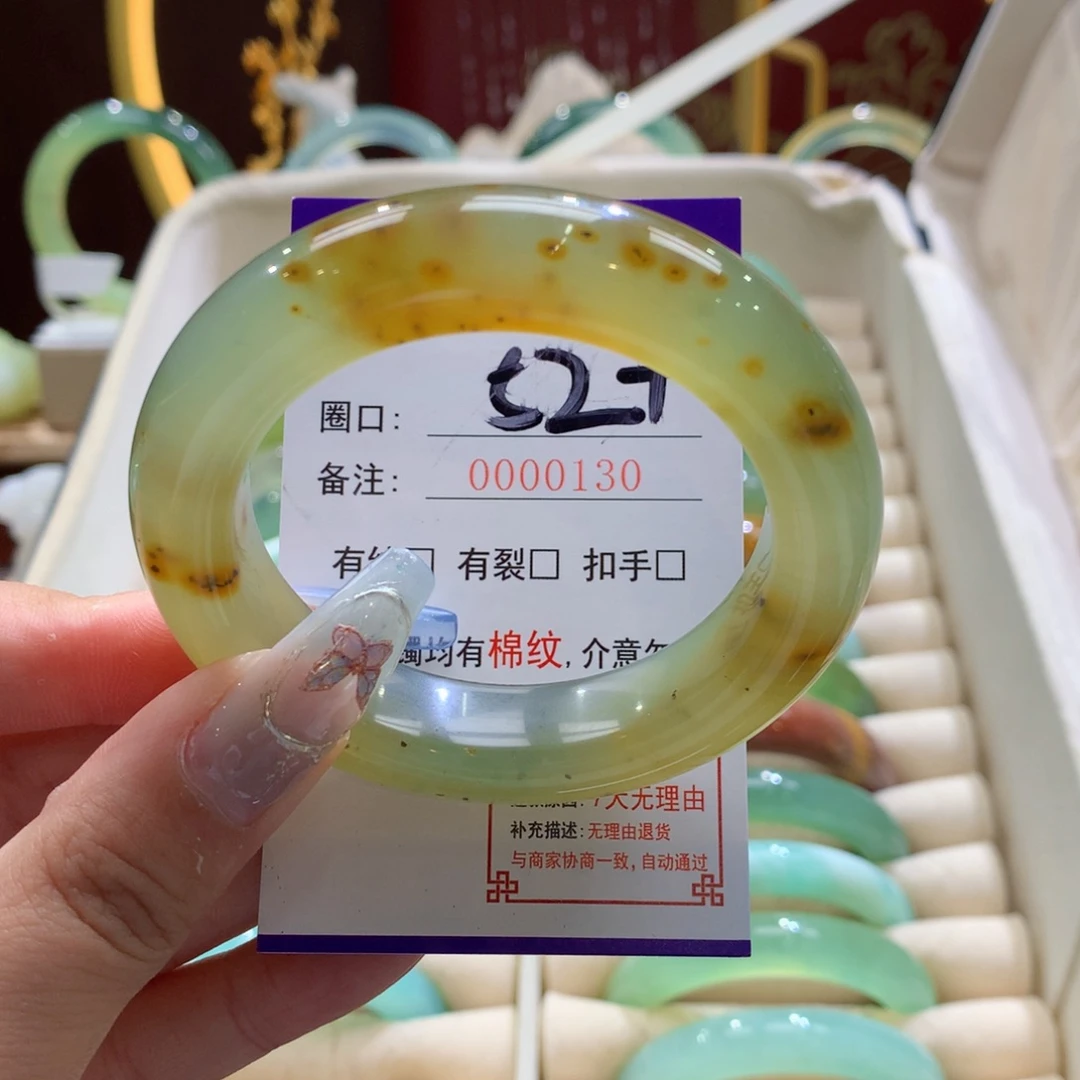 圈口: 52-
备注: 0000130
有 □ 有裂□ 扣手□
镯均有棉纹, 介意
7天无理由
补充描述: 无理由退货
与商家协商一致, 自动通过